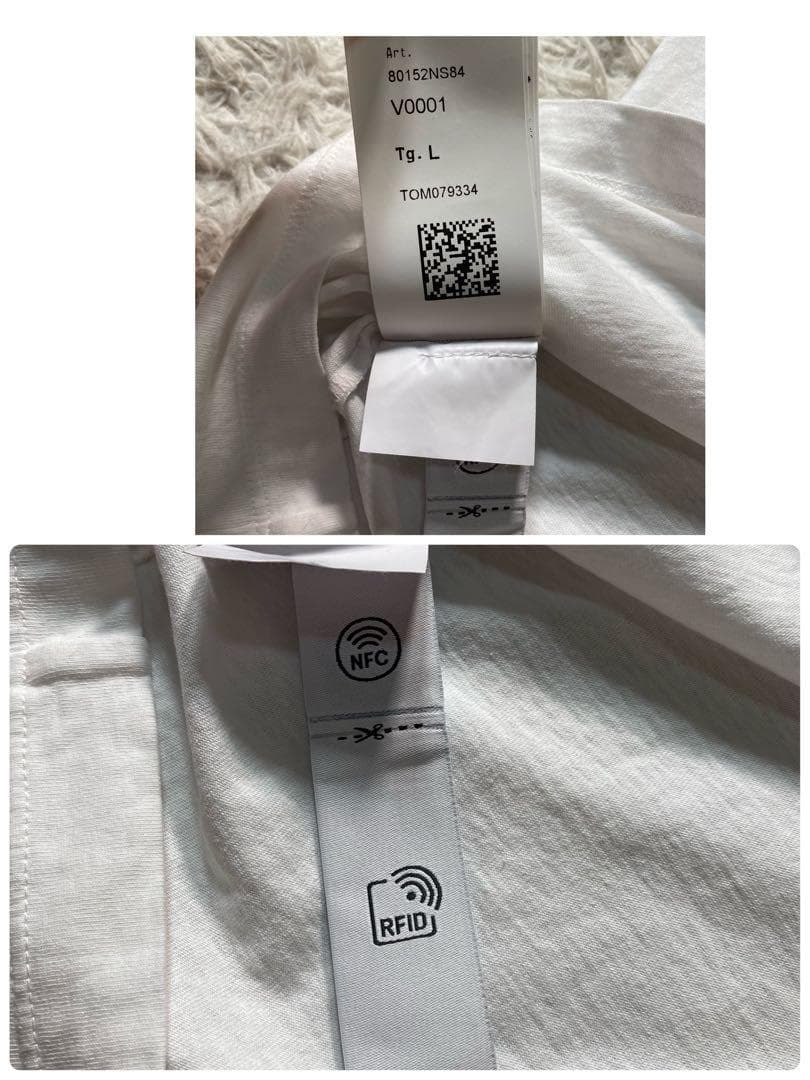 Art.
80152NS84
V0001
Tg. L
TOM079334
NFC
RFID